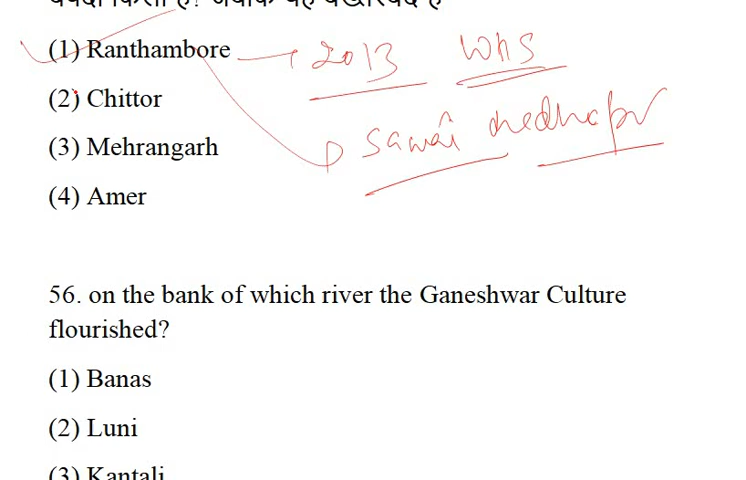 (1) Ranthambore → 2013 WhS
(2) Chittor
(3) Mehrangarh
(4) Amer
56. on the bank of which river the Ganeshwar Culture
flourished?
(1) Banas
(2) Luni
(3) Kantali